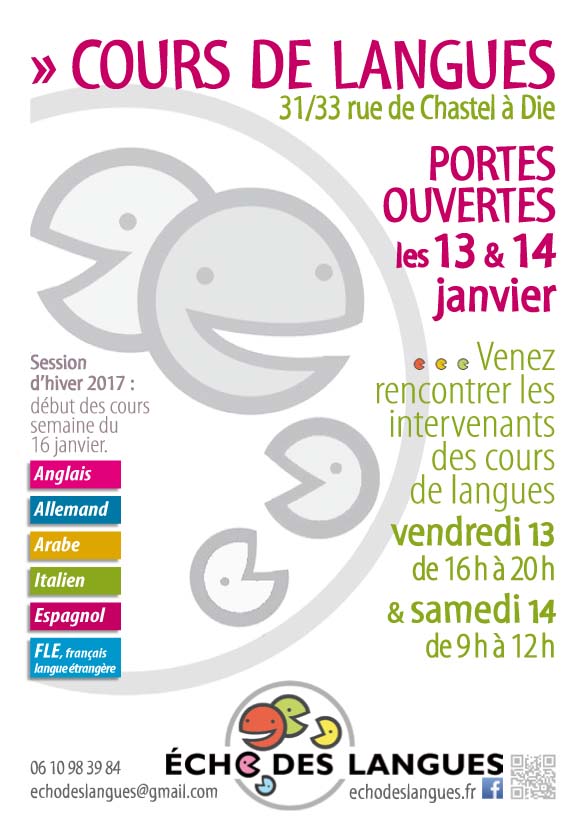 » COURS DE LANGUES
31/33 rue de Chastel à Die
PORTES
OUVERTES
les 13 & 14
janvier
Session
d'hiver 2017 :
début des cours
semaine du
16 janvier.
Anglais
Allemand
Arabe
Italien
Espagnol
FLE, français
langue étrangère
... Venez
rencontrer les
intervenants
des cours
de langues
vendredi 13
de 16 h à 20 h
& samedi 14
de 9 h à 12 h
06 10 98 39 84
echodeslangues@gmail.com
ÉCHO DES LANGUES
echodeslangues.fr f